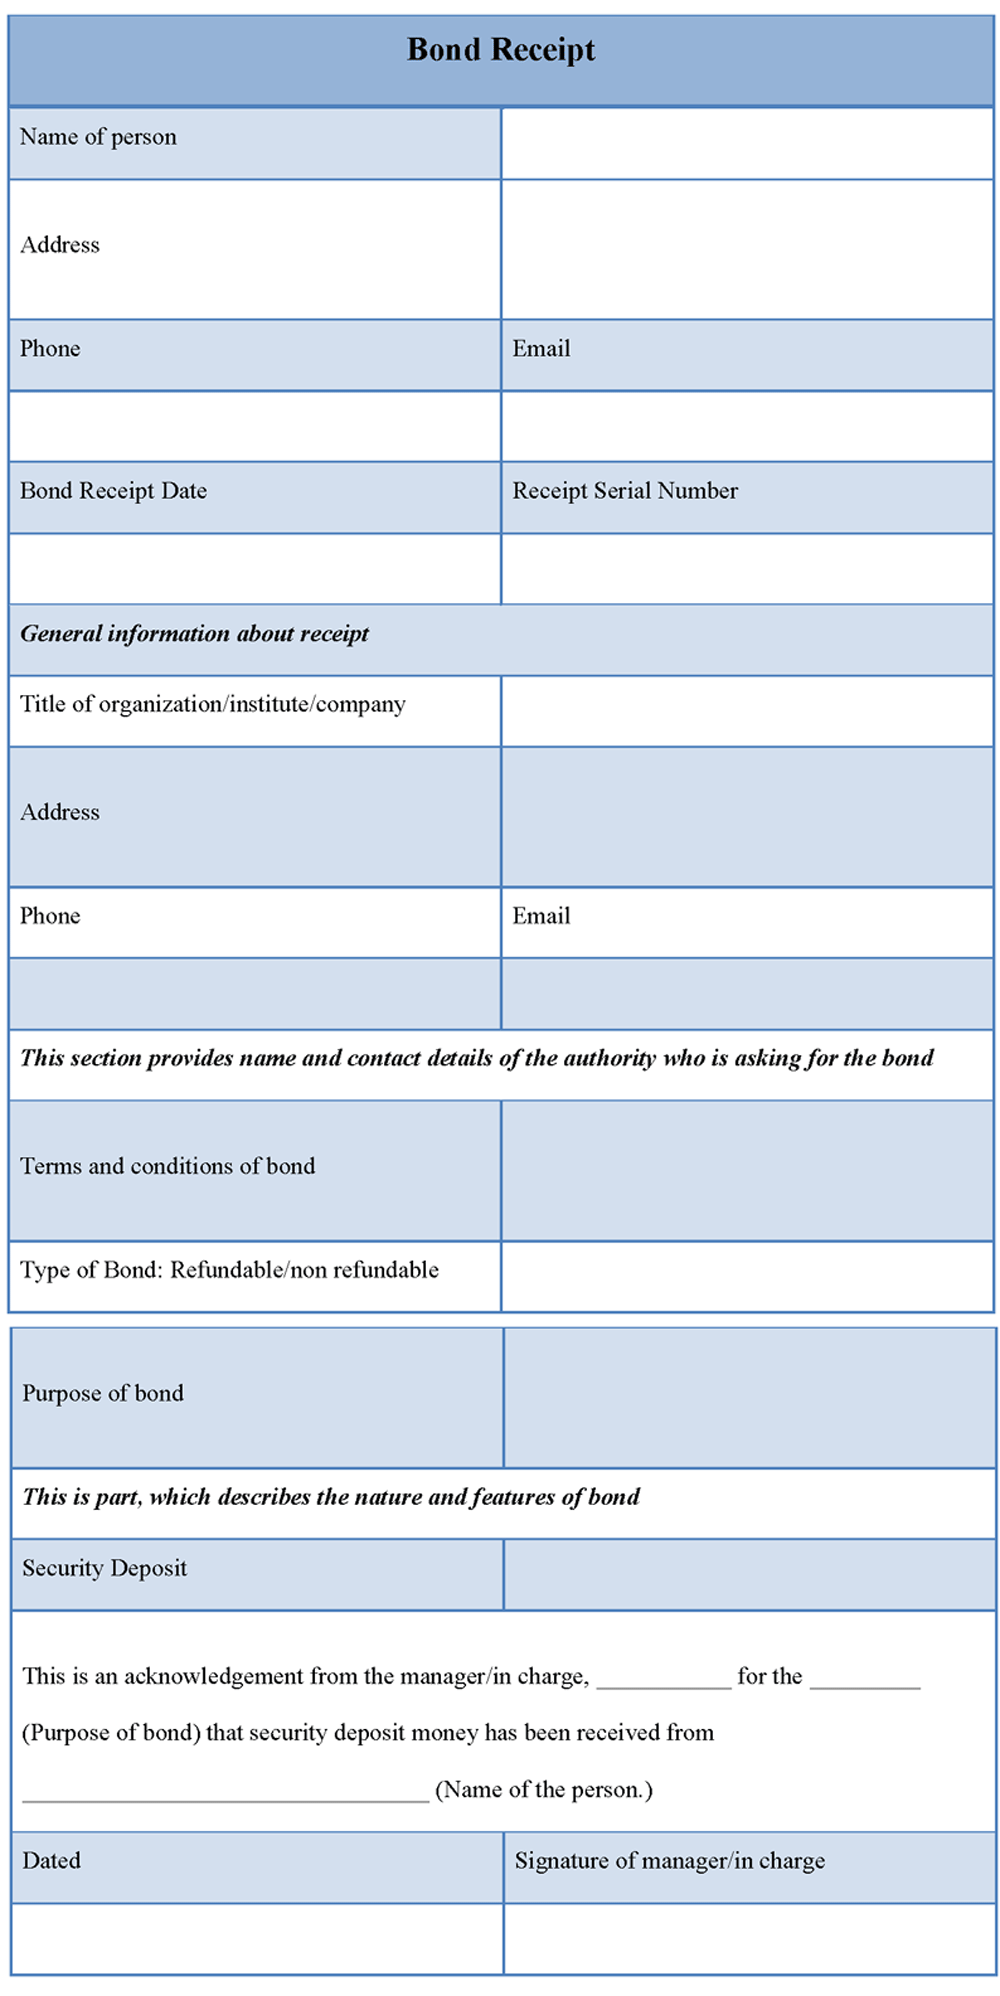 Bond Receipt
Name of person
Address
Phone
Email
Bond Receipt Date
Receipt Serial Number
General information about receipt
Title of organization/institute/company
Address
Phone
Email
This section provides name and contact details of the authority who is asking for the bond
Terms and conditions of bond
Type of Bond: Refundable/non refundable
Purpose of bond
This is part, which describes the nature and features of bond
Security Deposit
This is an acknowledgement from the manager/in charge, ___________ for the _________
(Purpose of bond) that security deposit money has been received from
_________________________________ (Name of the person.)
Dated
Signature of manager/in charge